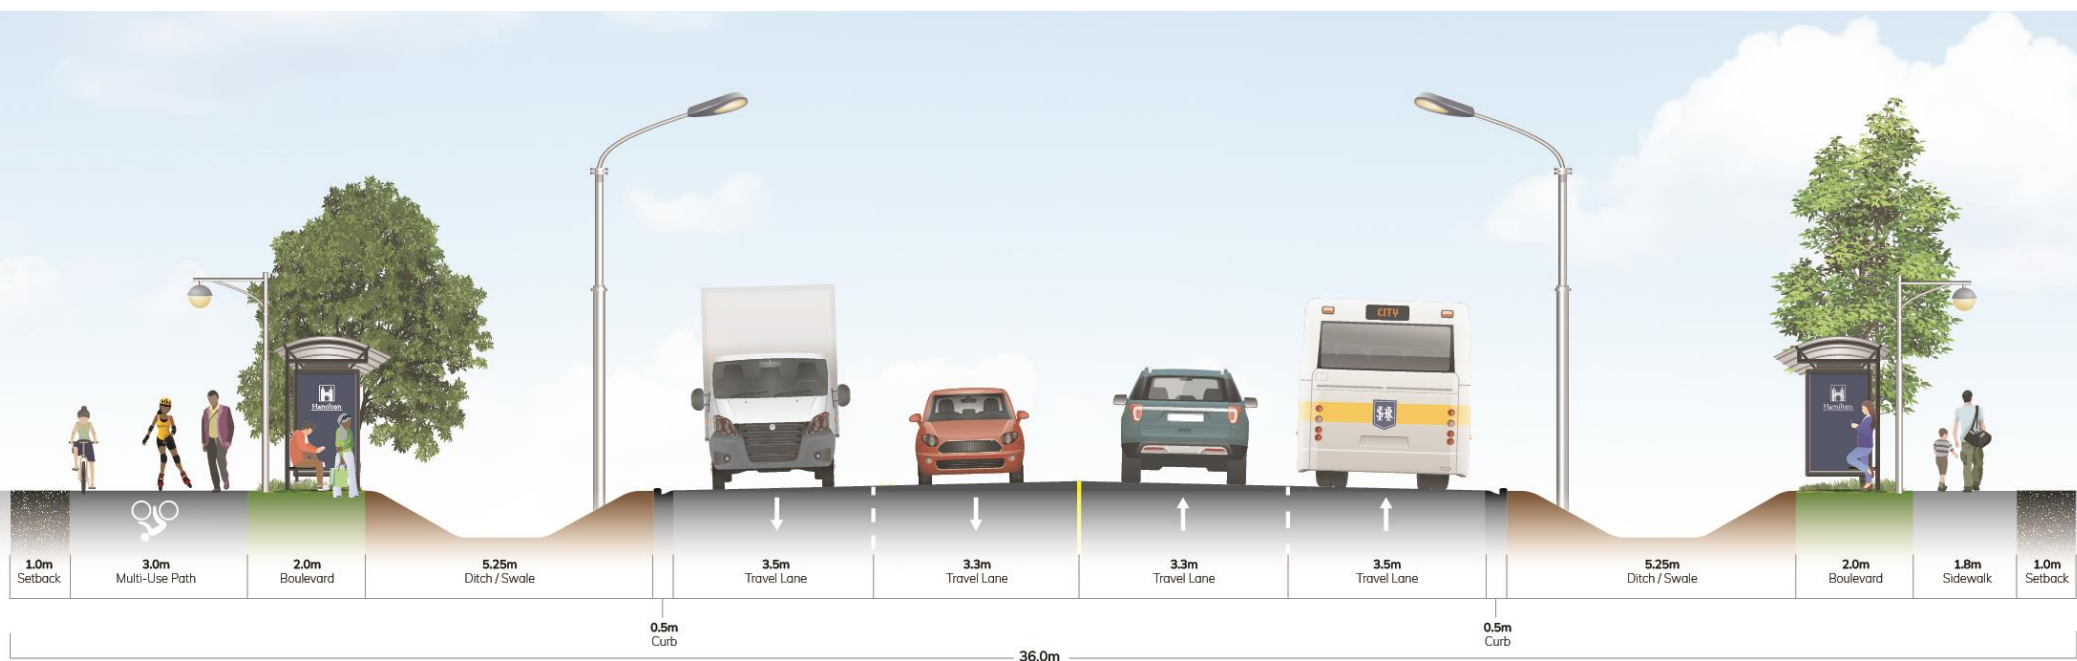 CITY
Hamilton
Hamilton
HSR
1.0m
Setback
3.0m
Multi-Use Path
2.0m
Boulevard
5.25m
Ditch / Swale
3.5m
Travel Lane
3.3m
Travel Lane
3.3m
Travel Lane
3.5m
Travel Lane
5.25m
Ditch / Swale
2.0m
Boulevard
1.8m
Sidewalk
1.0m
Setback
0.5m
Curb
0.5m
Curb
36.0m